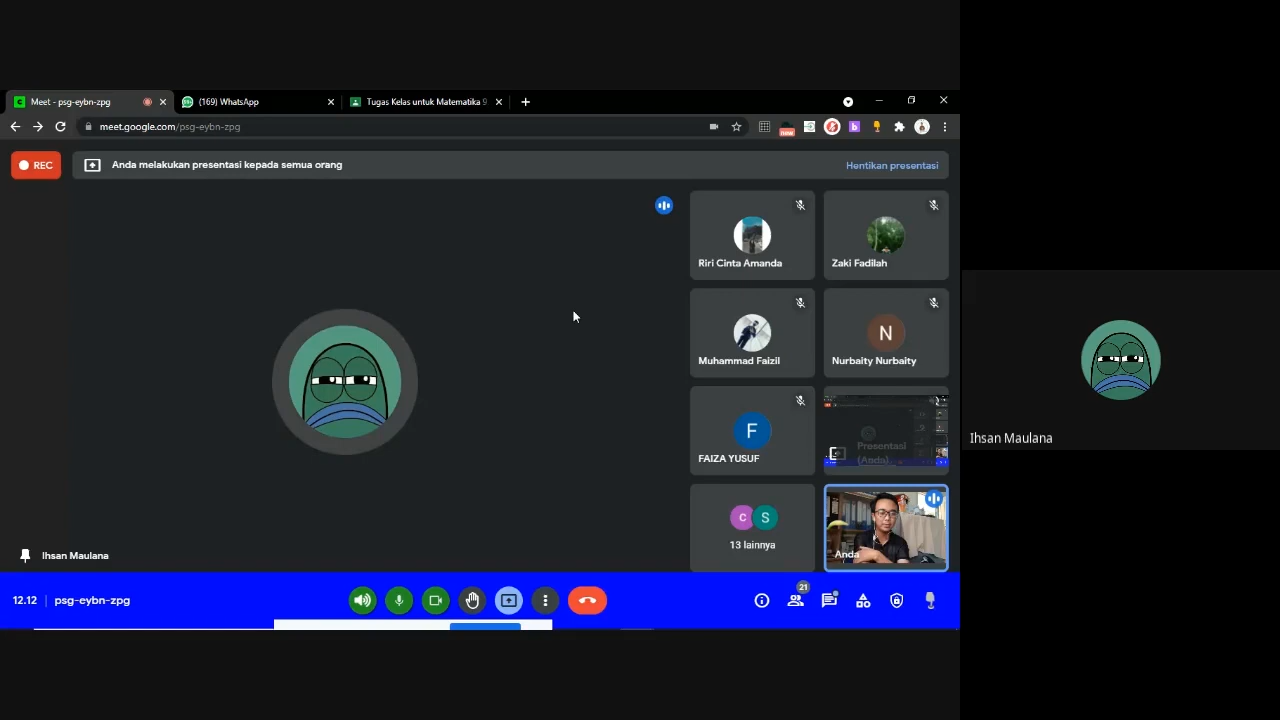 Meet - psg-eybn-zpg
(169) WhatsApp
Tugas Kelas untuk Matematika 9
meet.google.com/psg-eybn-zpg
new
REC
Anda melakukan presentasi kepada semua orang
Hentikan presentasi
Riri Cinta Amanda
Zaki Fadilah
Muhammad Faizil
N
Nurbaity Nurbaity
F
FAIZA YUSUF
Presentasi
(Anda)
C S
13 lainnya
Anda
Ihsan Maulana
Ihsan Maulana
12.12
psg-eybn-zpg
21